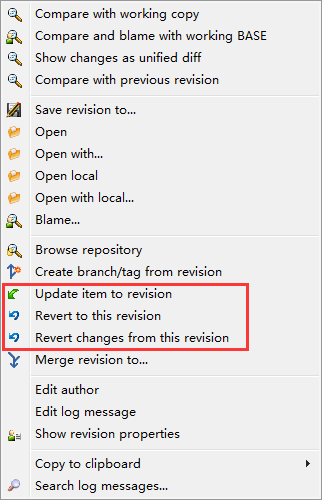 Compare with working copy
Compare and blame with working BASE
Show changes as unified diff
Compare with previous revision
Save revision to...
Open
Open with...
Open local
Open with local...
Blame...
Browse repository
Create branch/tag from revision
Update item to revision
Revert to this revision
Revert changes from this revision
Merge revision to...
Edit author
Edit log message
Show revision properties
Copy to clipboard
Search log messages...